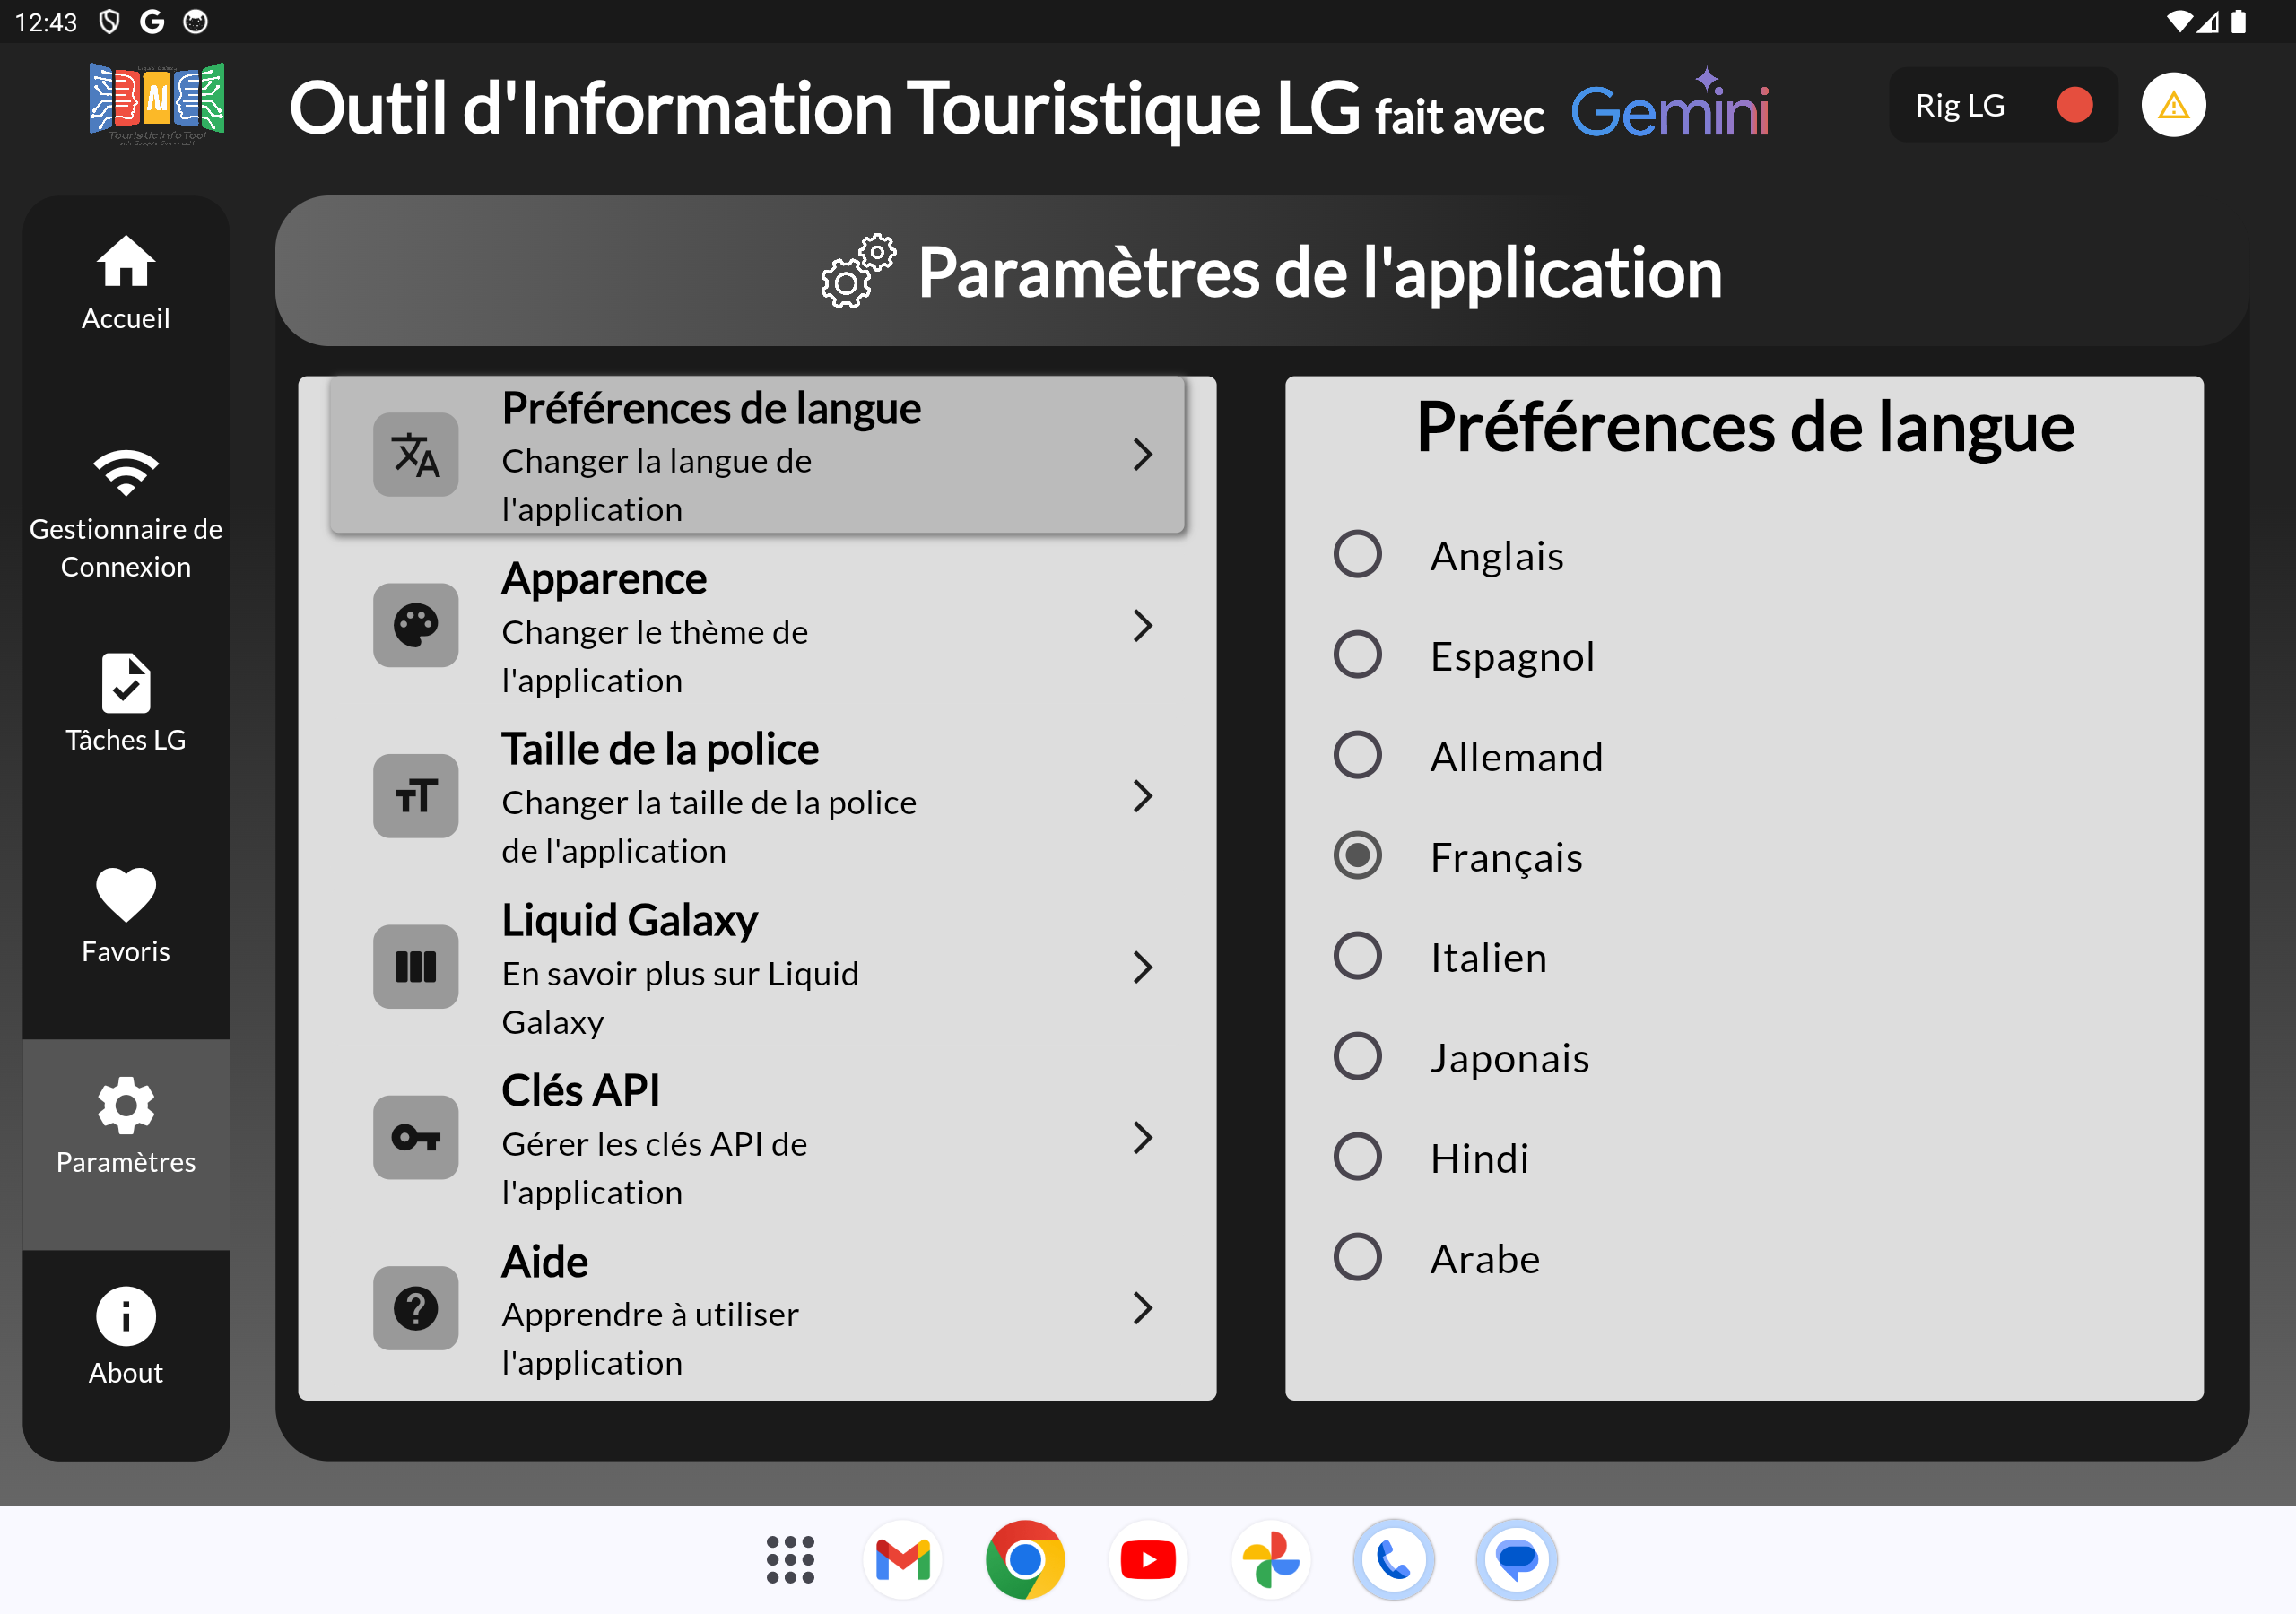 12:43
AI
Touristic Info Tool
Outil d'Information Touristique LG fait avec Gemini
Rig LG
Accueil
Gestionnaire de
Connexion
Tâches LG
Favoris
Paramètres
About
Paramètres de l'application
Préférences de langue
Changer la langue de
l'application
Apparence
Changer le thème de
l'application
Taille de la police
Changer la taille de la police
de l'application
Liquid Galaxy
En savoir plus sur Liquid
Galaxy
Clés API
Gérer les clés API de
l'application
Aide
Apprendre à utiliser
l'application
Préférences de langue
Anglais
Espagnol
Allemand
Français
Italien
Japonais
Hindi
Arabe